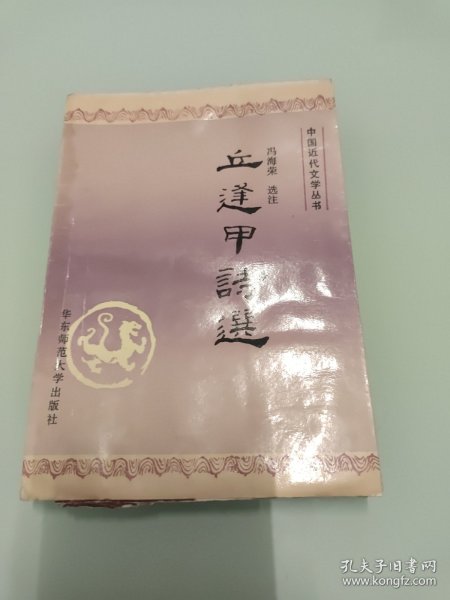 中国近代文学丛书
冯海荣 选注
丘逢甲詩選
华东师范大学出版社
孔夫子旧书网
www.kongfz.com